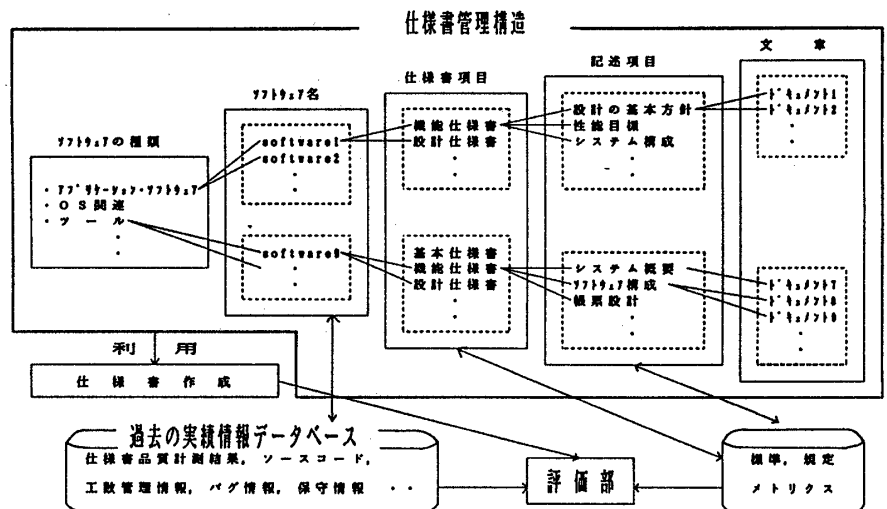 仕様書管理構造
文 章
記述項目
仕様書項目
ソフトウェア名
ソフトウェアの種類
・アプリケーション・ソフトウェア
・OS関連
・ツール
・
・
software1
software2
・
・
software9
・
・
機能仕様書
設計仕様書
・
・
基本仕様書
機能仕様書
設計仕様書
・
・
設計の基本方針
性能目標
システム構成
・
・
システム概要
ソフトウェア構成
帳票設計
・
・
ドキュメント1
ドキュメント2
・
・
ドキュメント7
ドキュメント8
ドキュメント9
・
・
利 用
仕 様 書 作 成
過去の実績情報データベース
仕様書品質計測結果, ソースコード,
工数管理情報, バグ情報, 保守情報 ・・
評価部
標準, 規定
メトリクス